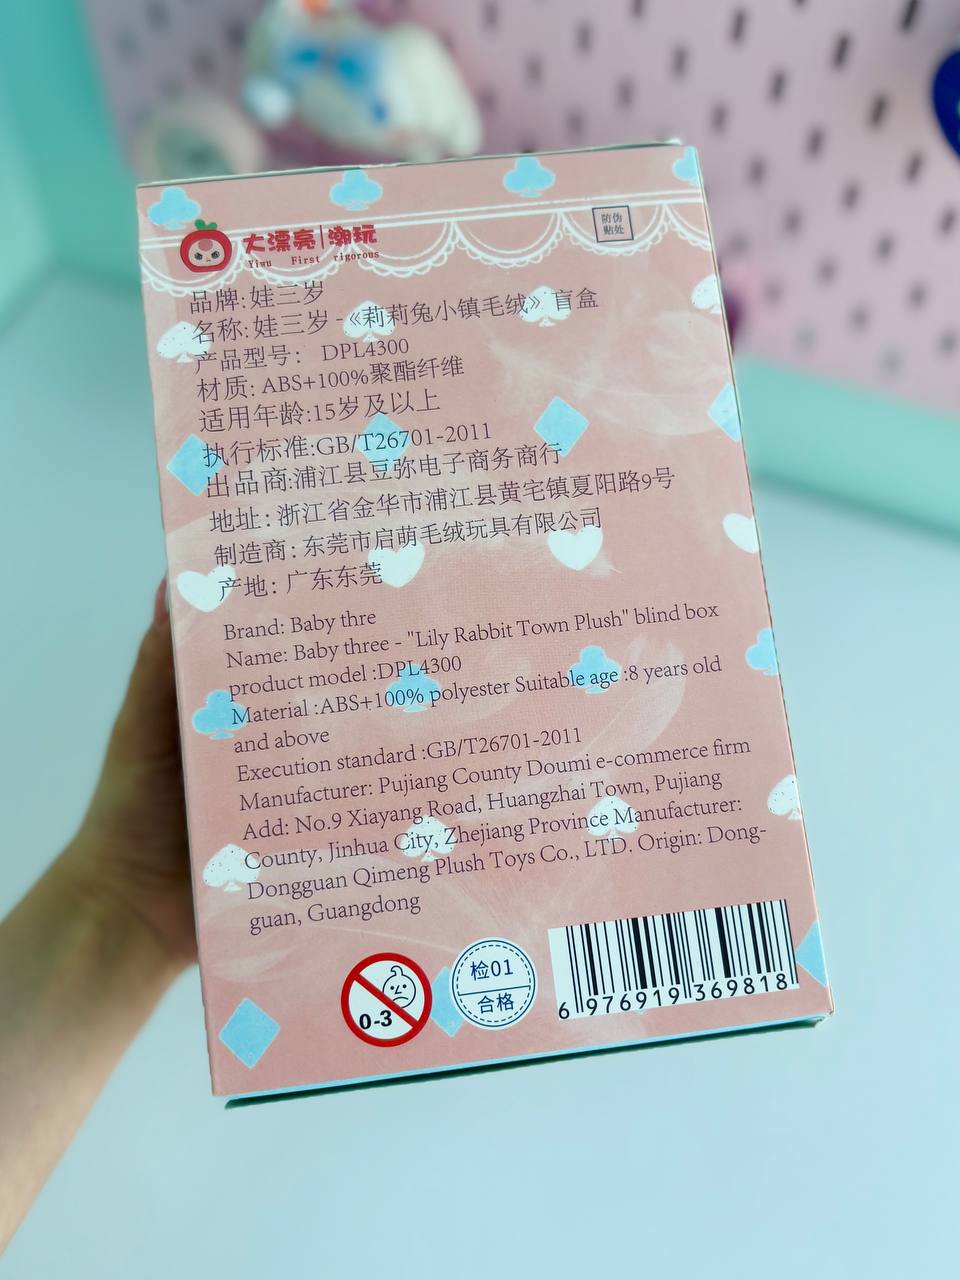 大漂亮|潮玩
Yiwu First rigorous
防伪
贴处
品牌:娃三岁
名称:娃三岁-《莉莉兔小镇毛绒》盲盒
产品型号: DPL4300
材质: ABS+100%聚酯纤维
适用年龄:15岁及以上
执行标准:GB/T26701-2011
出品商:浦江县豆弥电子商务商行
地址: 浙江省金华市浦江县黄宅镇夏阳路9号
制造商: 东莞市启萌毛绒玩具有限公司
产地: 广东东莞
Brand: Baby thre
Name: Baby three - "Lily Rabbit Town Plush" blind box
product model :DPL4300
Material :ABS+100% polyester Suitable age :8 years old
and above
Execution standard :GB/T26701-2011
Manufacturer: Pujiang County Doumi e-commerce firm
Add: No.9 Xiayang Road, Huangzhai Town, Pujiang
County, Jinhua City, Zhejiang Province Manufacturer:
Dongguan Qimeng Plush Toys Co., LTD. Origin: Dong-
guan, Guangdong
0-3
检01
合格
6 976919 369818